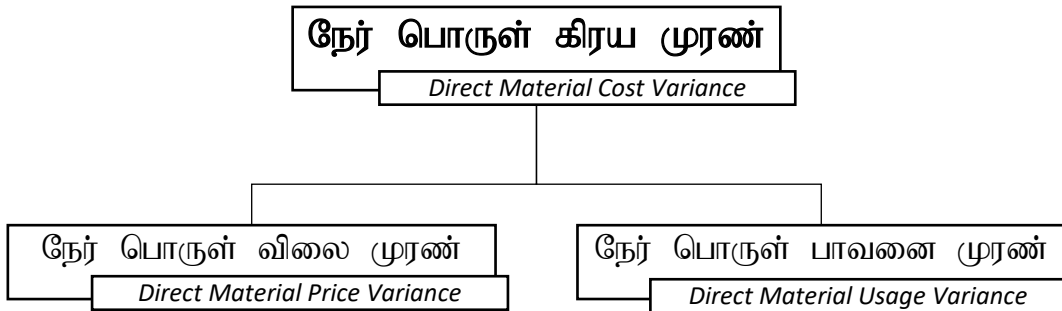 நேர் பொருள் கிரய முரண்
Direct Material Cost Variance
நேர் பொருள் விலை முரண்
Direct Material Price Variance
நேர் பொருள் பாவனை முரண்
Direct Material Usage Variance